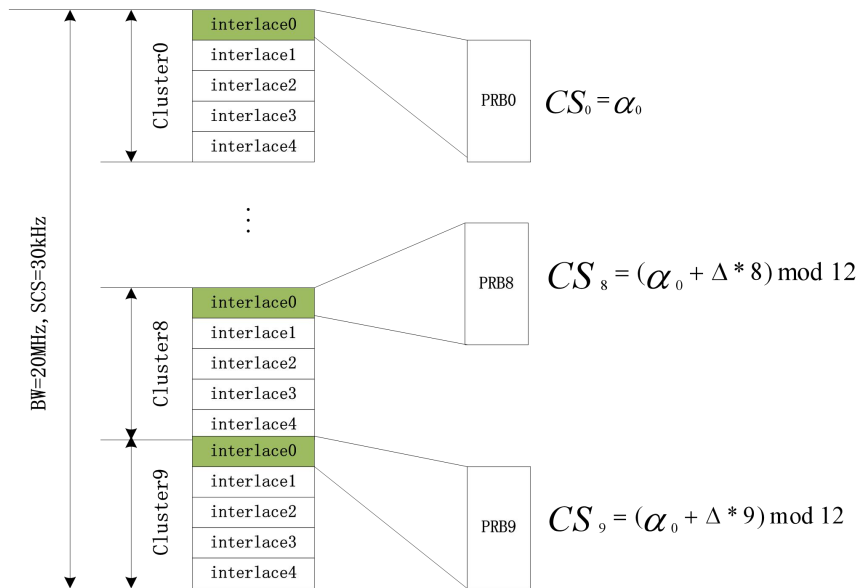 BW=20MHz, SCS=30kHz
Cluster0
interlace0
interlace1
interlace2
interlace3
interlace4
PRB0
CS₀ = α₀
⋮
Cluster8
interlace0
interlace1
interlace2
interlace3
interlace4
PRB8
CS₈ = (α₀ + Δ * 8) mod 12
Cluster9
interlace0
interlace1
interlace2
interlace3
interlace4
PRB9
CS₉ = (α₀ + Δ * 9) mod 12